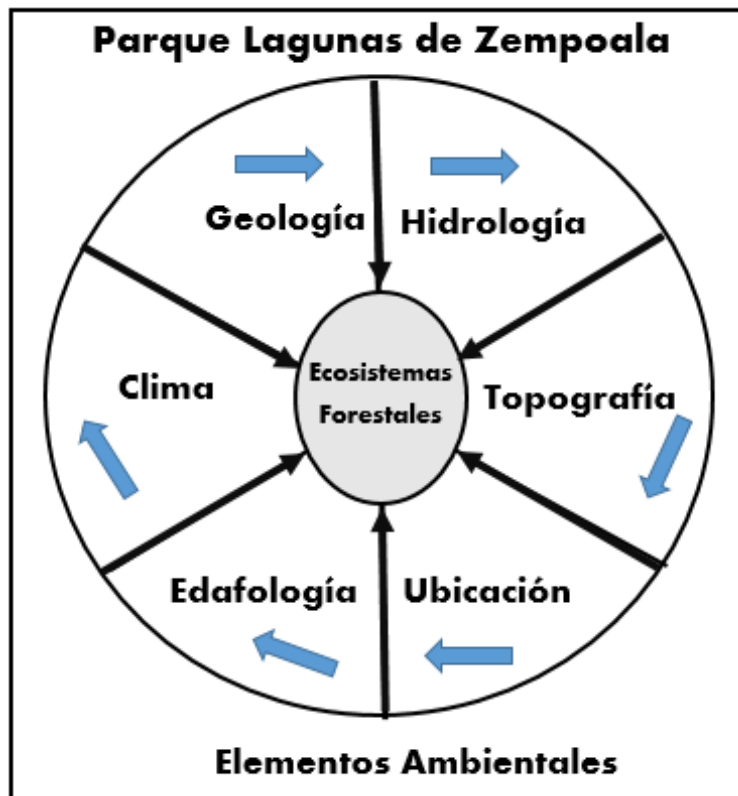 Parque Lagunas de Zempoala
Geología
Hidrología
Clima
Ecosistemas
Forestales
Topografía
Edafología
Ubicación
Elementos Ambientales